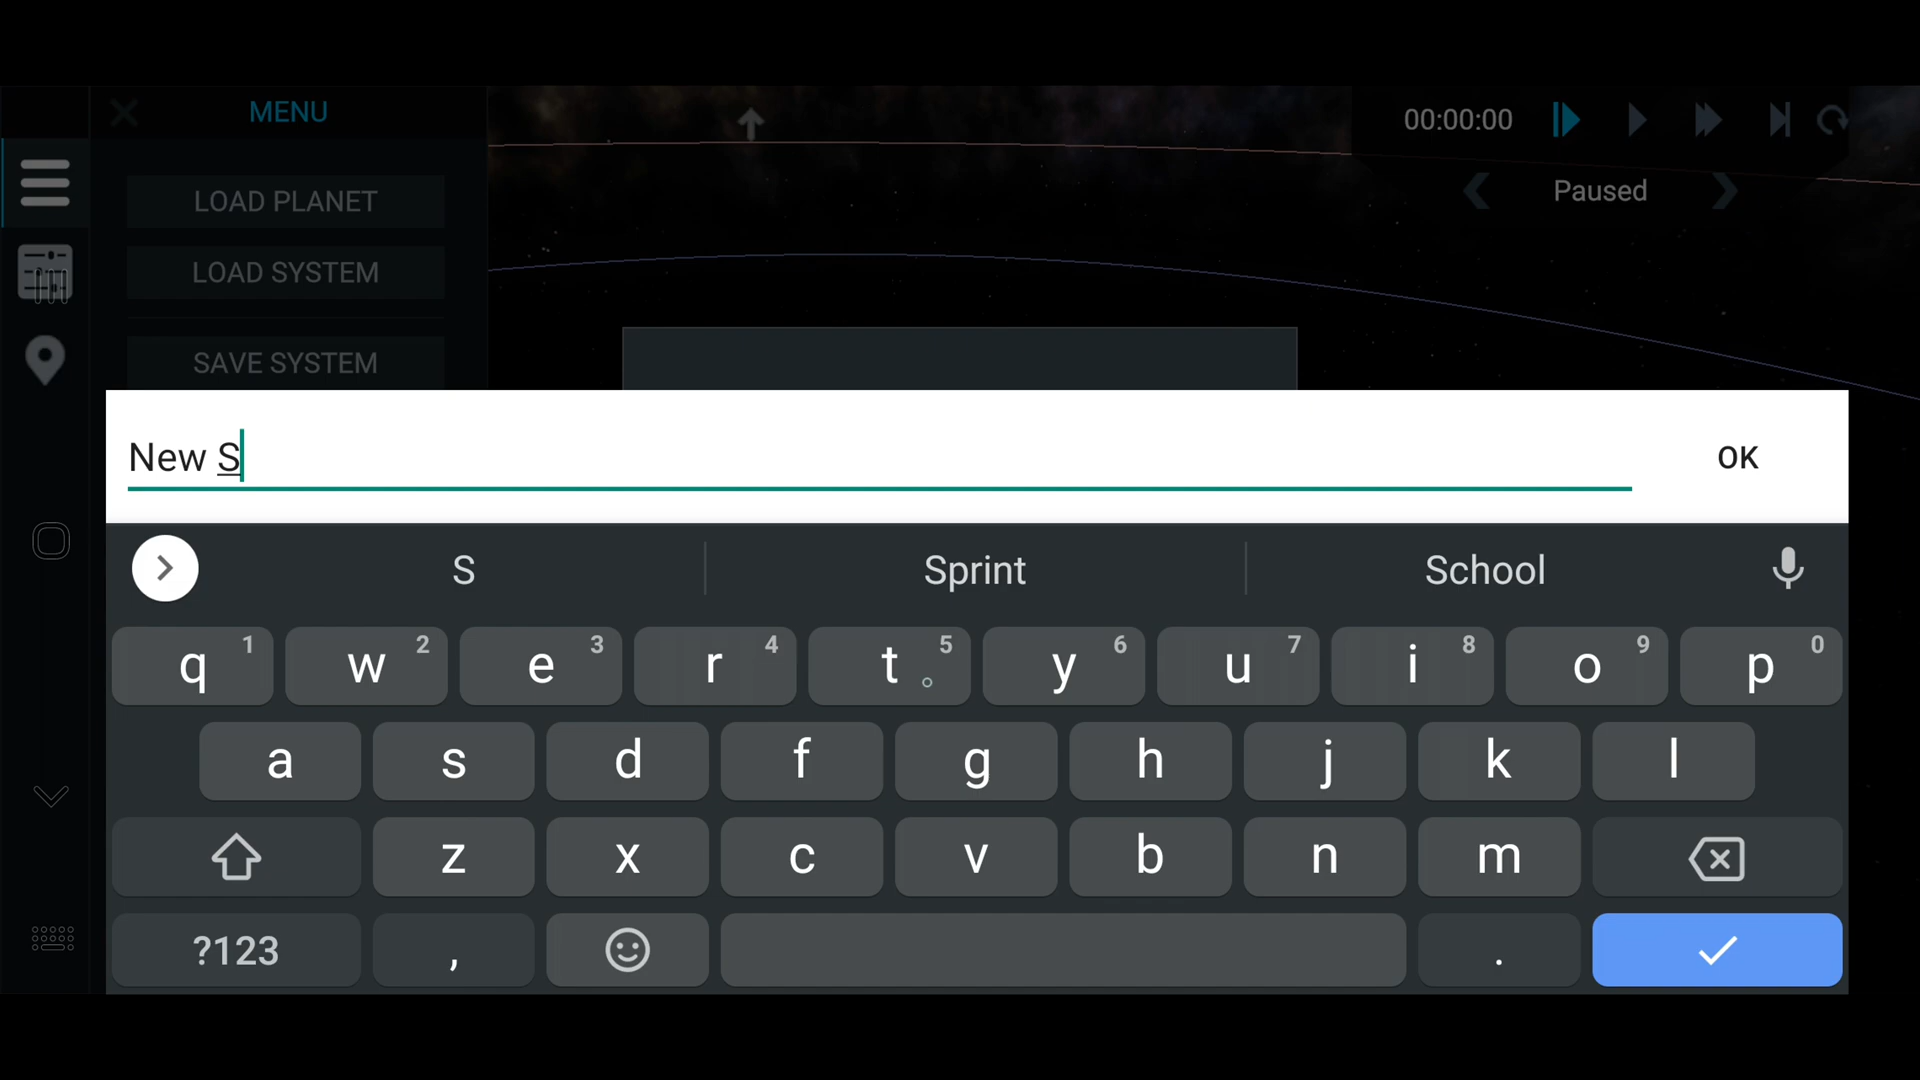 MENU
00:00:00
LOAD PLANET
Paused
LOAD SYSTEM
SAVE SYSTEM
New S
OK
S Sprint School
q 1 w 2 e 3 r 4 t 5 y 6 u 7 i 8 o 9 p 0
a s d f g h j k l
z x c v b n m
?123 , .